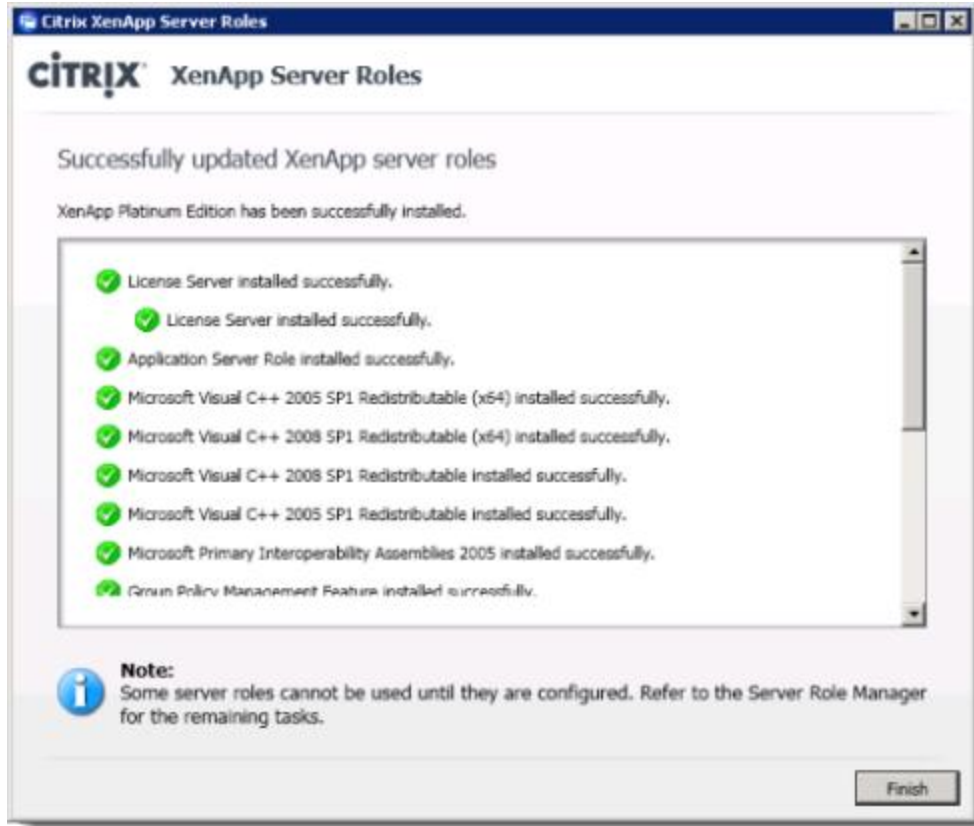 Citrix XenApp Server Roles
CİTRIX XenApp Server Roles
Successfully updated XenApp server roles
XenApp Platinum Edition has been successfully installed.
License Server installed successfully.
License Server installed successfully.
Application Server Role installed successfully.
Microsoft Visual C++ 2005 SP1 Redistributable (x64) installed successfully.
Microsoft Visual C++ 2008 SP1 Redistributable (x64) installed successfully.
Microsoft Visual C++ 2008 SP1 Redistributable installed successfully.
Microsoft Visual C++ 2005 SP1 Redistributable installed successfully.
Microsoft Primary Interoperability Assemblies 2005 installed successfully.
Group Policy Management Feature installed successfully.
Note:
Some server roles cannot be used until they are configured. Refer to the Server Role Manager
for the remaining tasks.
Finish